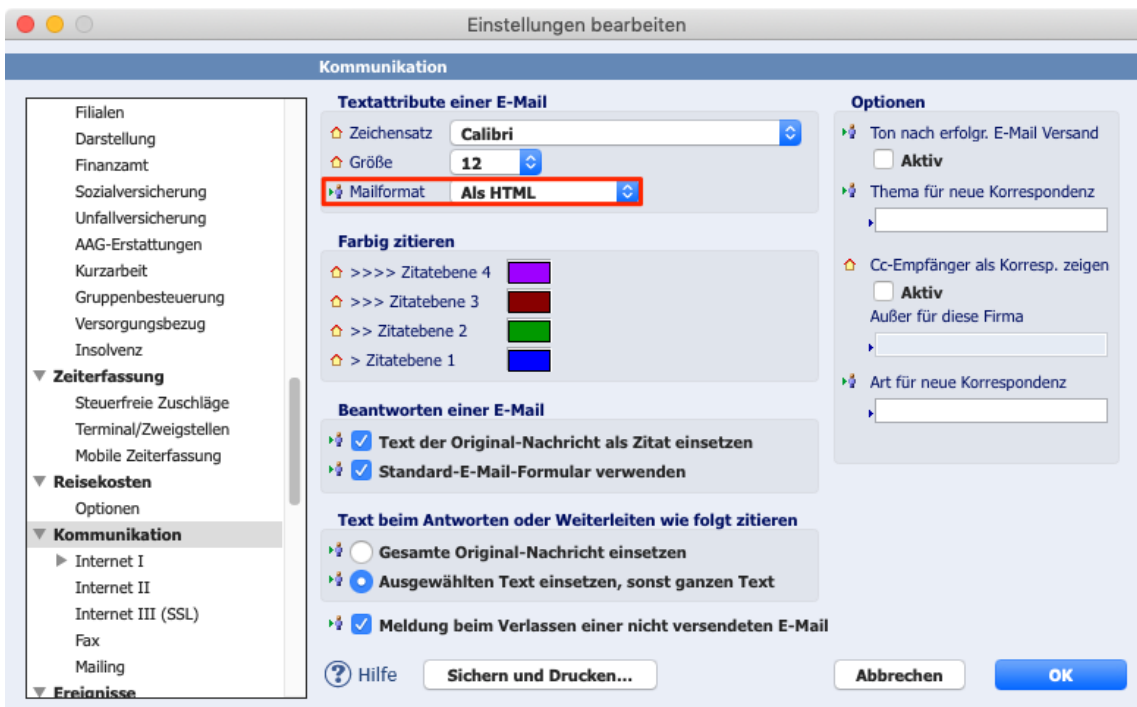 Einstellungen bearbeiten
Kommunikation
Filialen
Darstellung
Finanzamt
Sozialversicherung
Unfallversicherung
AAG-Erstattungen
Kurzarbeit
Gruppenbesteuerung
Versorgungsbezug
Insolvenz
Zeiterfassung
Steuerfreie Zuschläge
Terminal/Zweigstellen
Mobile Zeiterfassung
Reisekosten
Optionen
Kommunikation
Internet I
Internet II
Internet III (SSL)
Fax
Mailing
Ereignisse
Textattribute einer E-Mail
Zeichensatz Calibri
Größe 12
Mailformat Als HTML
Farbig zitieren
>>>> Zitatebene 4
>>> Zitatebene 3
>> Zitatebene 2
> Zitatebene 1
Beantworten einer E-Mail
Text der Original-Nachricht als Zitat einsetzen
Standard-E-Mail-Formular verwenden
Text beim Antworten oder Weiterleiten wie folgt zitieren
Gesamte Original-Nachricht einsetzen
Ausgewählten Text einsetzen, sonst ganzen Text
Meldung beim Verlassen einer nicht versendeten E-Mail
Optionen
Ton nach erfolgr. E-Mail Versand
Aktiv
Thema für neue Korrespondenz
Cc-Empfänger als Korresp. zeigen
Aktiv
Außer für diese Firma
Art für neue Korrespondenz
? Hilfe Sichern und Drucken... Abbrechen OK